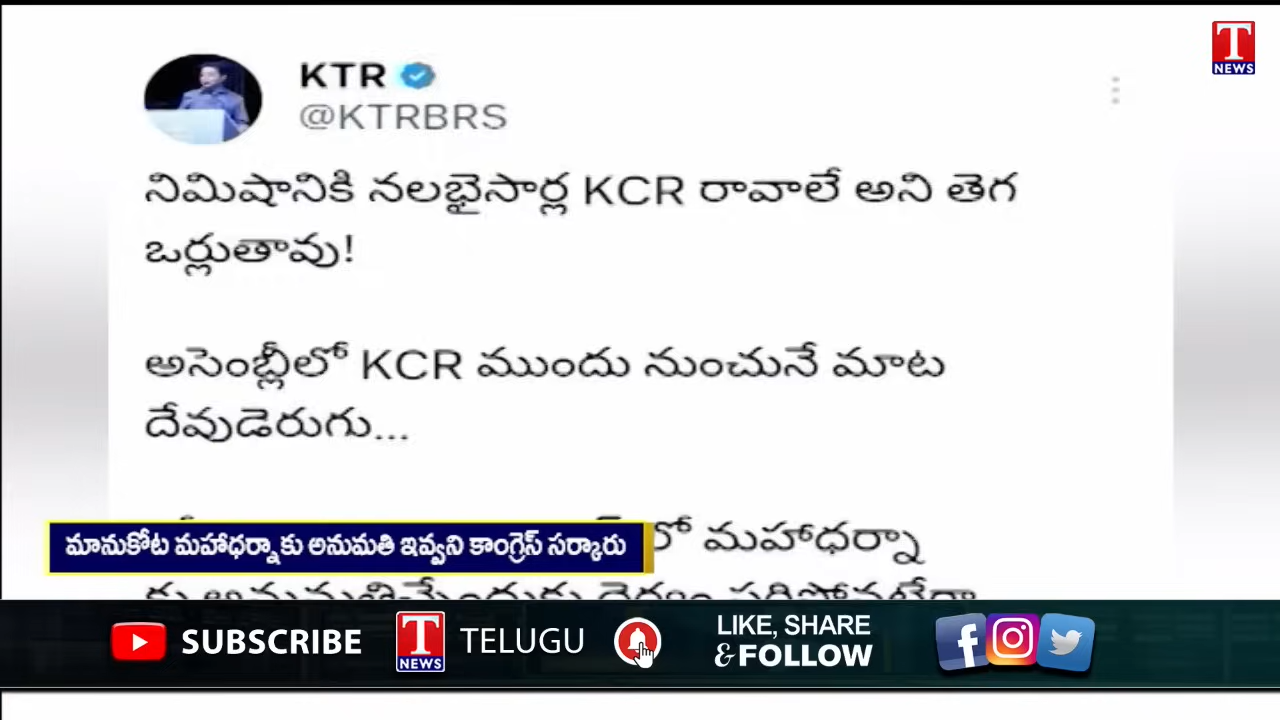 T
NEWS
KTR
@KTRBRS
నిమిషానికి నలభైసార్ల KCR రావాలే అని తెగ
ఒర్లుతావు!
అసెంబ్లీలో KCR ముందు నుంచునే మాట
దేవుడెరుగు...
లో మహాధర్నా
మానుకోట మహాధర్నాకు అనుమతి ఇవ్వని కాంగ్రెస్ సర్కారు
SUBSCRIBE
T
NEWS
TELUGU
LIKE, SHARE
& FOLLOW